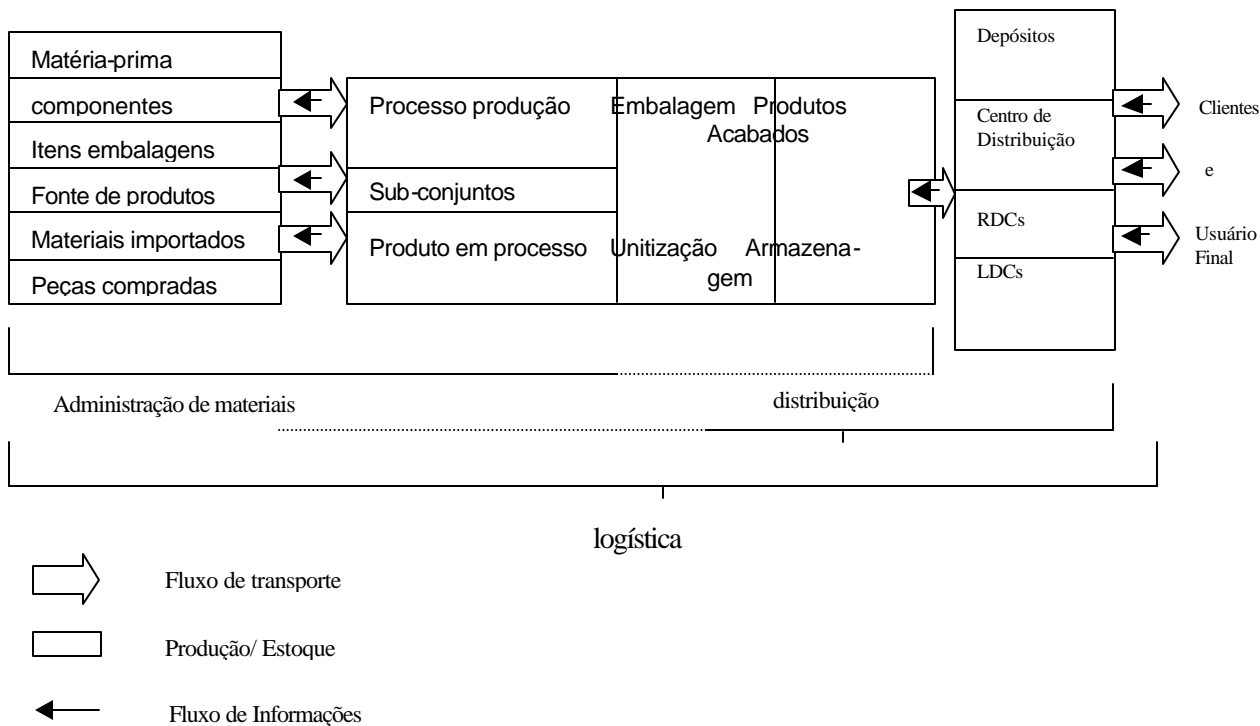 Matéria-prima
componentes
Itens embalagens
Fonte de produtos
Materiais importados
Peças compradas
Processo produção Embalagem Produtos
Acabados
Sub-conjuntos
Produto em processo Unitização Armazena-
gem
Depósitos
Centro de
Distribuição
RDCs
LDCs
Clientes
e
Usuário
Final
Administração de materiais
distribuição
logística
Fluxo de transporte
Produção/ Estoque
Fluxo de Informações